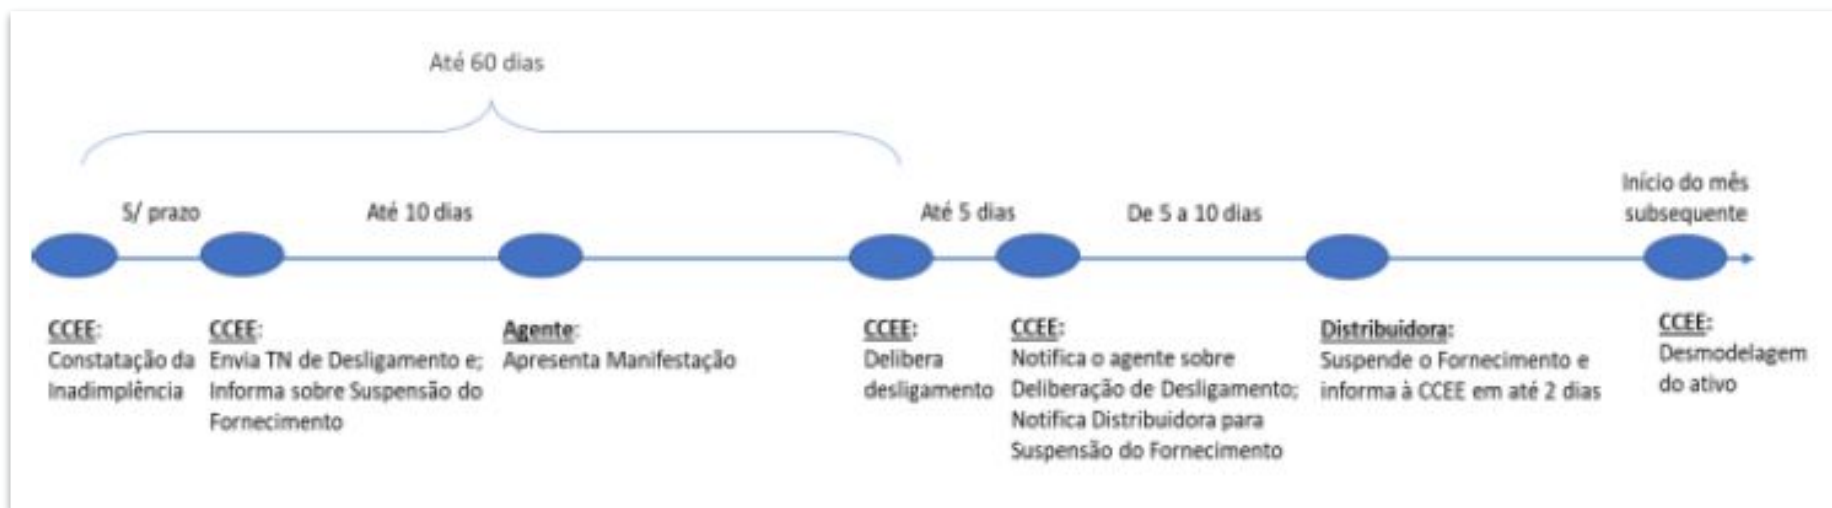 Até 60 dias
S/ prazo
Até 10 dias
Até 5 dias
De 5 a 10 dias
Início do mês
subsequente
CCEE:
Constatação da
Inadimplência
CCEE:
Envia TN de Desligamento e;
Informa sobre Suspensão do
Fornecimento
Agente:
Apresenta Manifestação
CCEE:
Delibera
desligamento
CCEE:
Notifica o agente sobre
Deliberação de Desligamento;
Notifica Distribuidora para
Suspensão do Fornecimento
Distribuidora:
Suspende o Fornecimento e
informa à CCEE em até 2 dias
CCEE:
Desmodelagem
do ativo